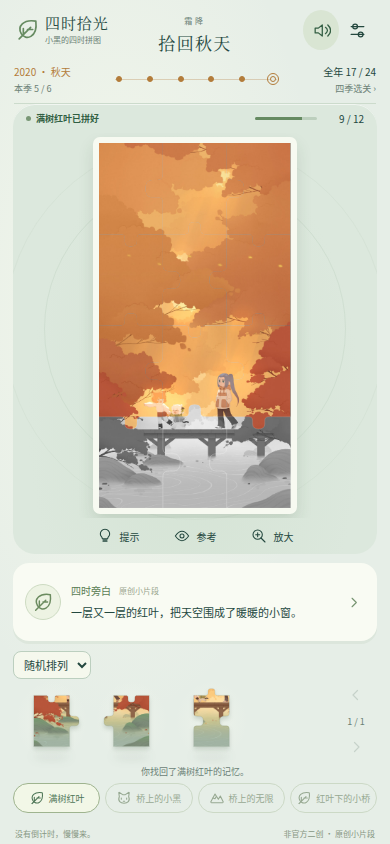 四时拾光
小黑的四时拼图
霜降
拾回秋天
2020 · 秋天
本季 5 / 6
全年 17 / 24
四季选关 ›
满树红叶已拼好
9 / 12
提示
参考
放大
四时旁白 原创小片段
一层又一层的红叶，把天空围成了暖暖的小窗。
随机排列
1 / 1
你找回了满树红叶的记忆。
满树红叶
桥上的小黑
桥上的无限
红叶下的小桥
没有倒计时，慢慢来。
非官方二创 · 原创小片段